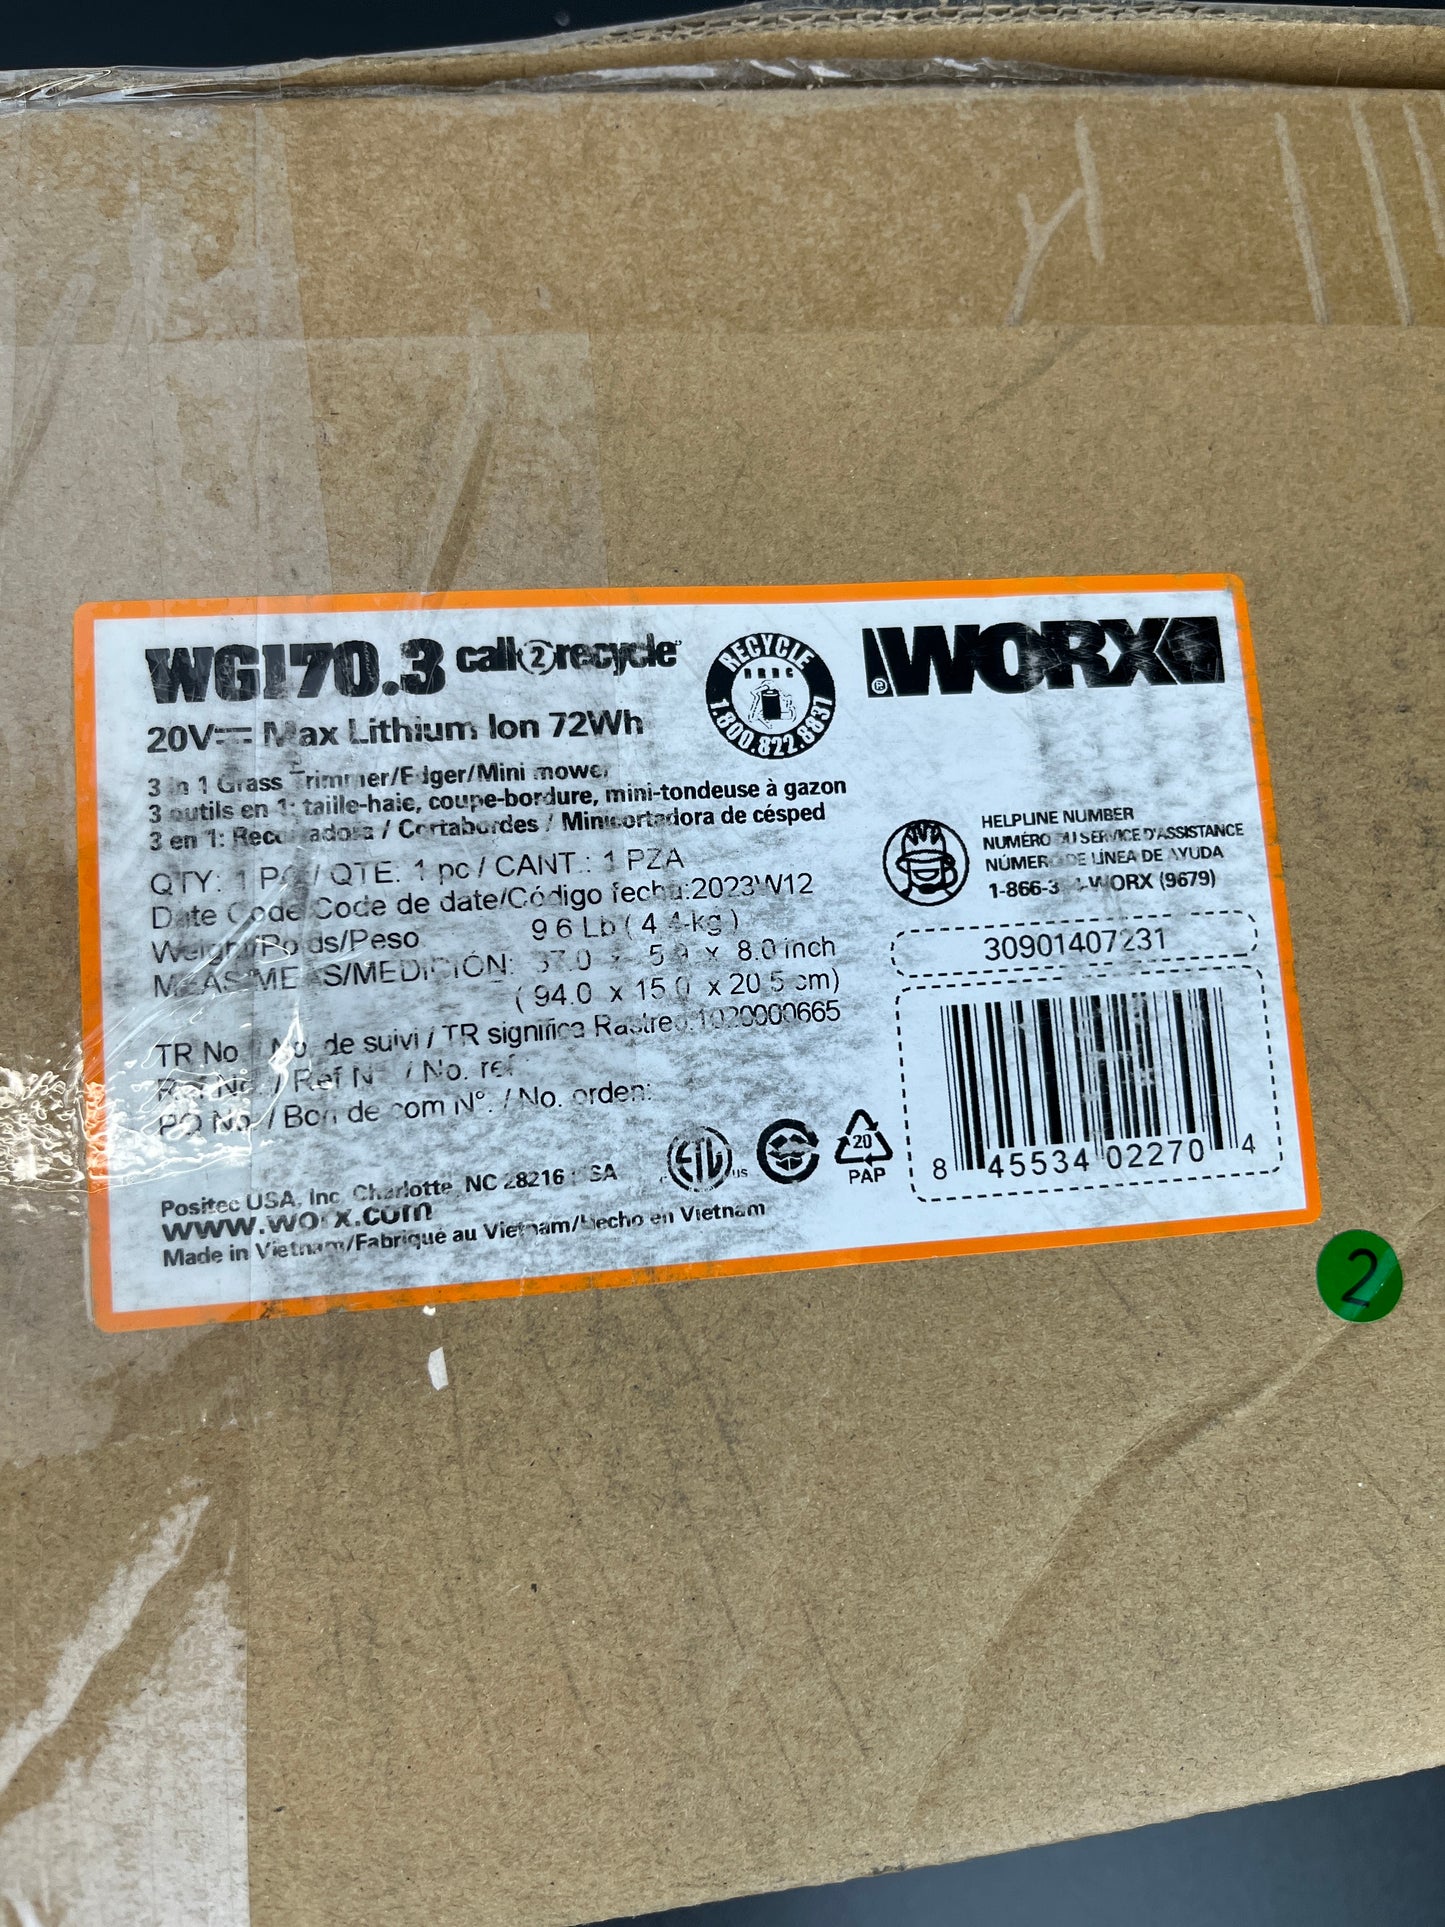 WG170.3 call2recycle
RECYCLE
RBRC
1.800.822.8837
WORX
20V Max Lithium Ion 72Wh
3 in 1 Grass Trimmer/Edger/Mini mower
3 outils en 1: taille-haie, coupe-bordure, mini-tondeuse à gazon
3 en 1: / Cortabordes / Minicortadora de césped
QTY: 1 PC / QTE: 1 pc / CANT.: 1 PZA
Date Code/Code de date/Código fecha:2023W12
Weight/Poids/Peso 9.6 Lb ( 4.4 kg )
MEAS/MEAS/MEDICIÓN: 37.0 x 5.9 x 8.0 inch
( 94.0 x 15.0 x 20.5 cm)
TR No / No. de suivi / TR significa Rastreo:1020000665
Ref No. / Ref N° / No. ref:
PO No. / Bon de com N°. / No. orden:
HELPLINE NUMBER
NUMÉRO DU SERVICE D'ASSISTANCE
NÚMERO DE LÍNEA DE AYUDA
1-866-3 -WORX (9679)
30901407231
8 45534 02270 4
ETL
c us
20
PAP
Positec USA, Inc Charlotte, NC 28216 USA
www.worx.com
Made in Vietnam/Fabriqué au Vietnam/Hecho en Vietnam
2